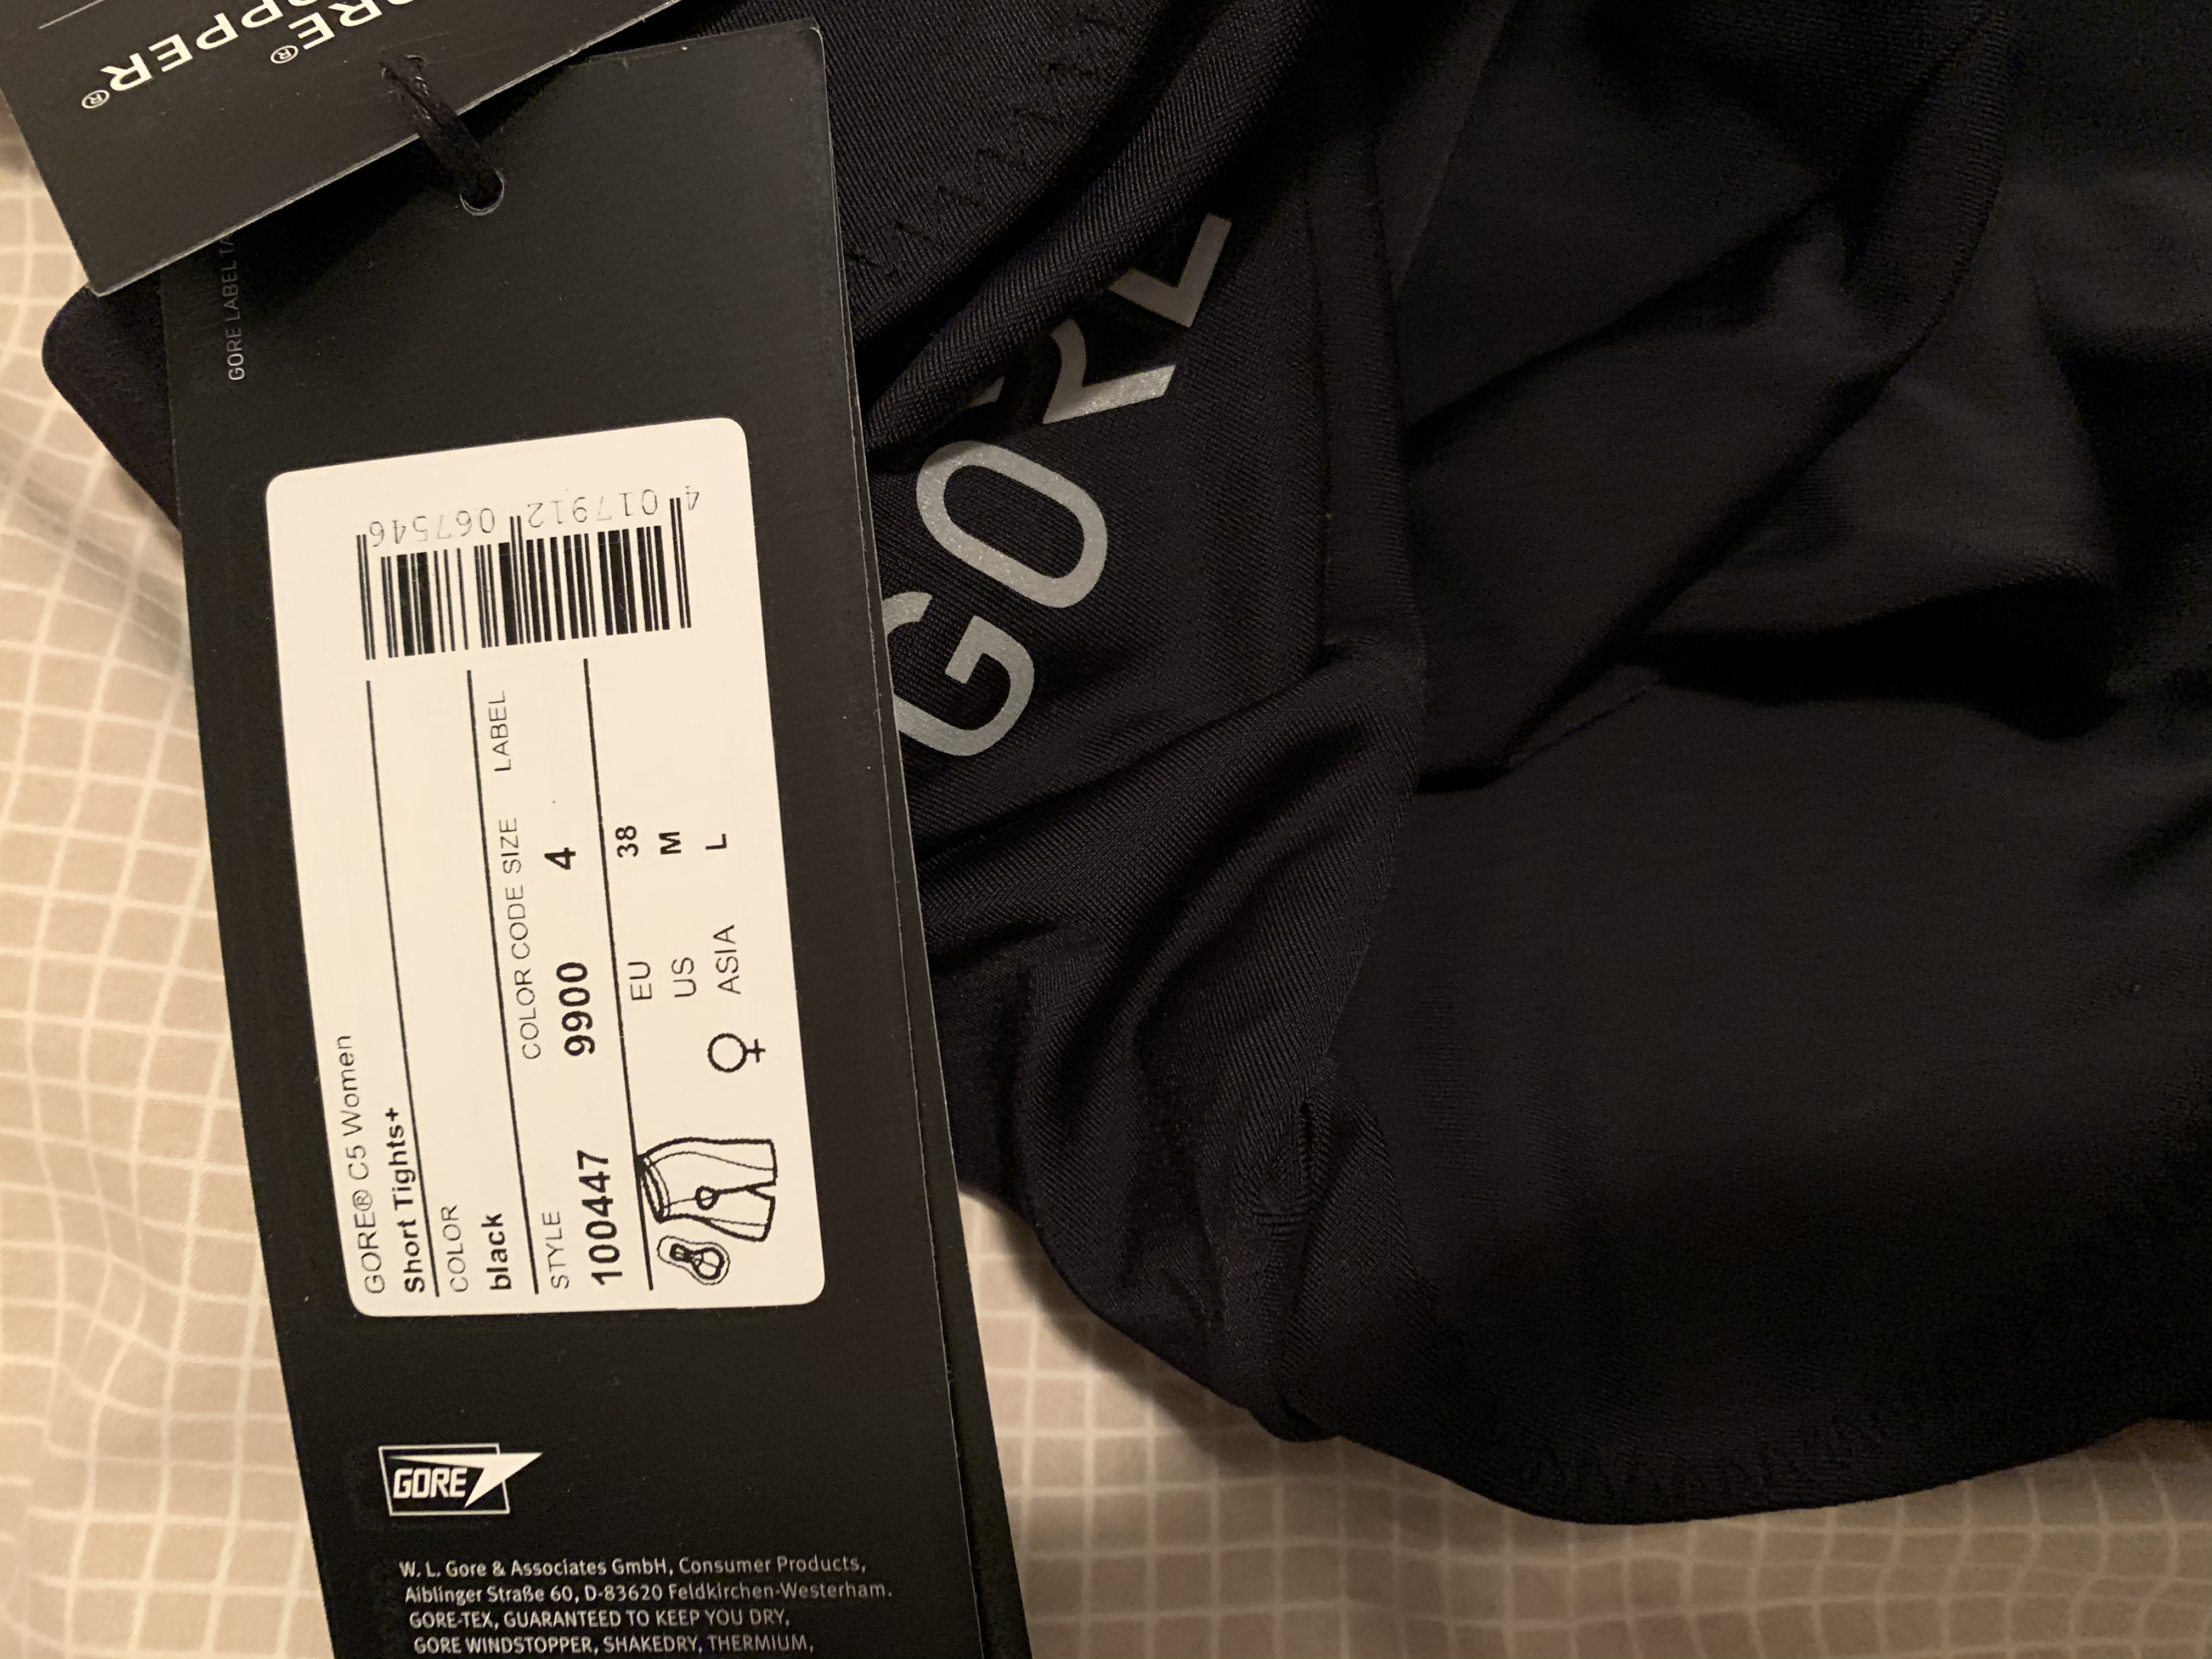 GORE LABEL
GORE® C5 Women
Short Tights+
COLOR
black
STYLE COLOR CODE SIZE LABEL
100447 9900 4
EU 38
US M
ASIA L
4 017912 067546
GORE
GORE
W. L. Gore & Associates GmbH, Consumer Products,
Aiblinger Straße 60, D-83620 Feldkirchen-Westerham.
GORE-TEX, GUARANTEED TO KEEP YOU DRY,
GORE WINDSTOPPER, SHAKEDRY, THERMIUM,